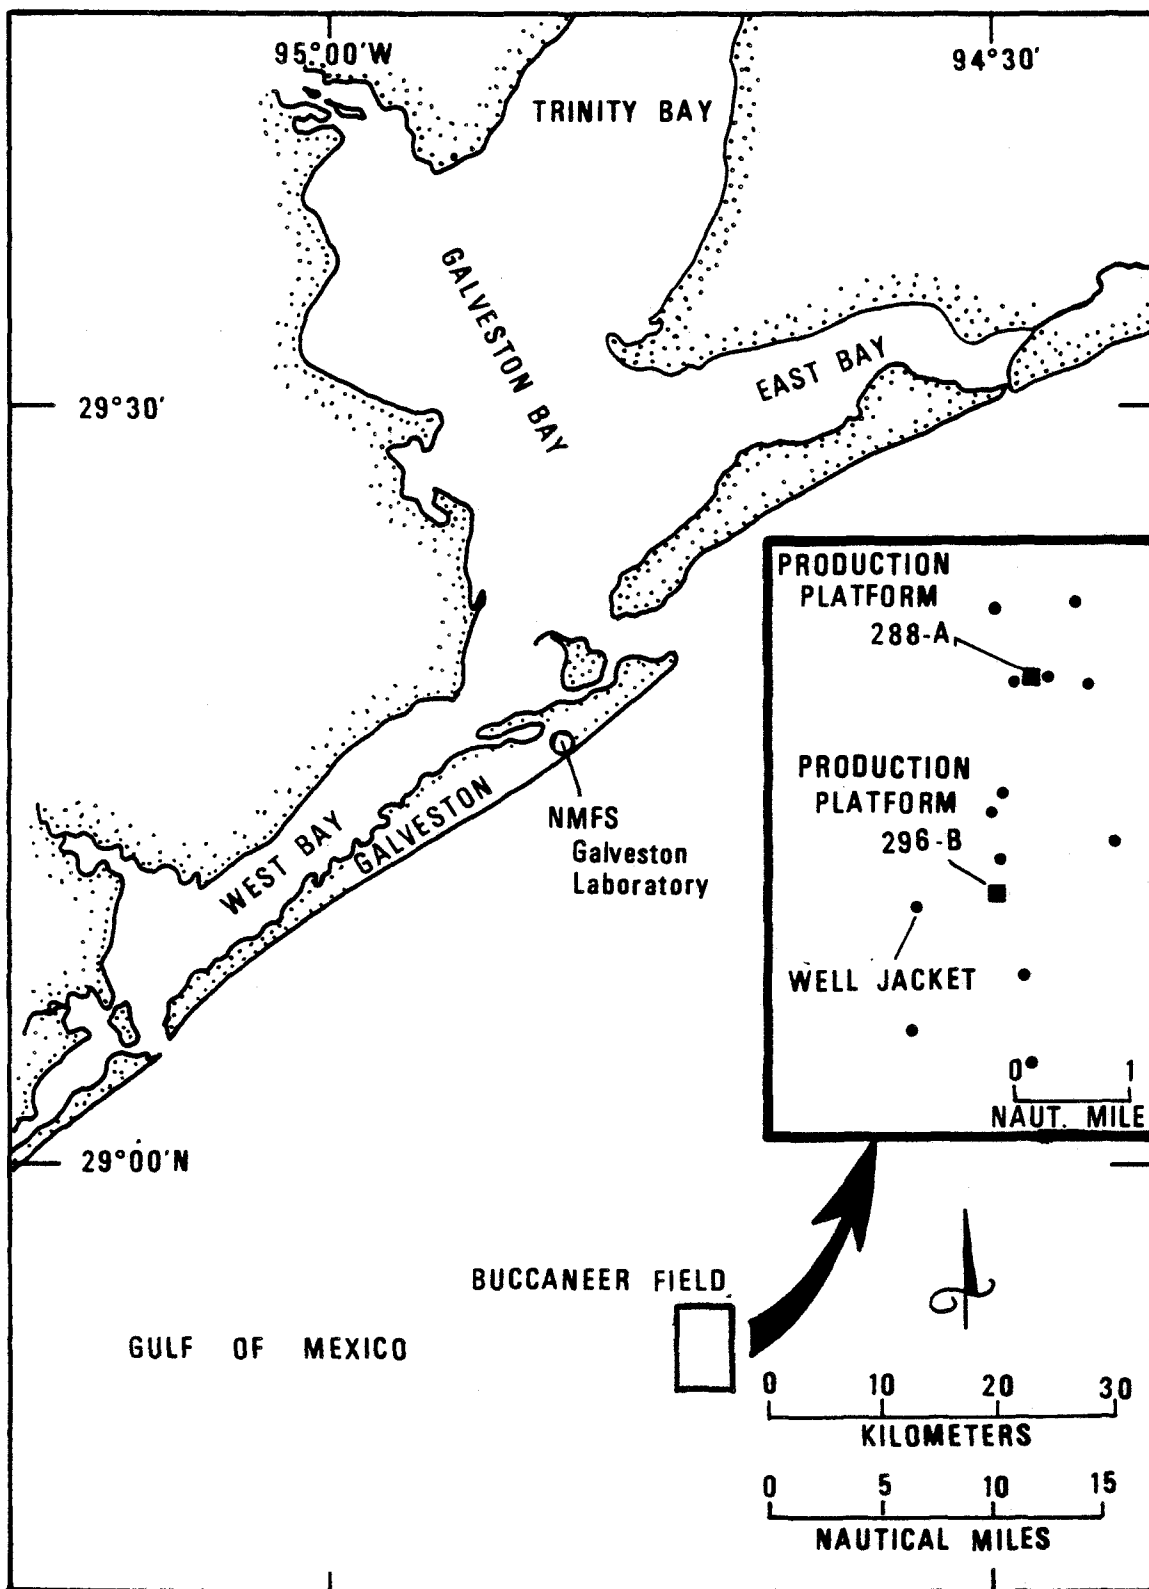 95°00'W
94°30'
TRINITY BAY
GALVESTON BAY
EAST BAY
29°30'
PRODUCTION
PLATFORM
288-A
PRODUCTION
PLATFORM
296-B
NMFS
Galveston
Laboratory
WEST BAY
GALVESTON
WELL JACKET
0 1
NAUT. MILE
29°00'N
BUCCANEER FIELD
GULF OF MEXICO
0 10 20 30
KILOMETERS
0 5 10 15
NAUTICAL MILES